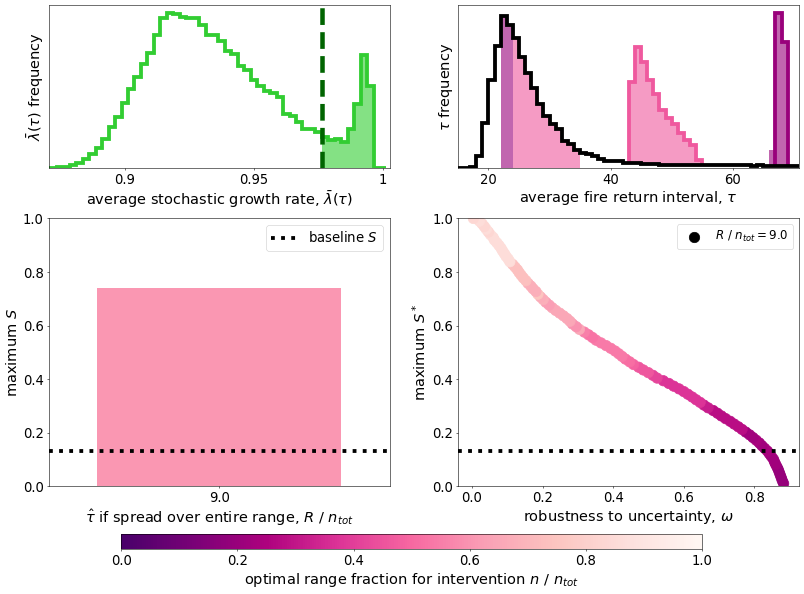 λ̄(τ) frequency
0.9 0.95 1
average stochastic growth rate, λ̄(τ)
τ frequency
20 40 60
average fire return interval, τ
maximum S
1.0
0.8
0.6
0.4
0.2
0.0
baseline S
9.0
τ̂ if spread over entire range, R / n_tot
maximum S*
1.0
0.8
0.6
0.4
0.2
0.0
R / n_tot = 9.0
0.0 0.2 0.4 0.6 0.8
robustness to uncertainty, ω
0.0 0.2 0.4 0.6 0.8 1.0
optimal range fraction for intervention n / n_tot